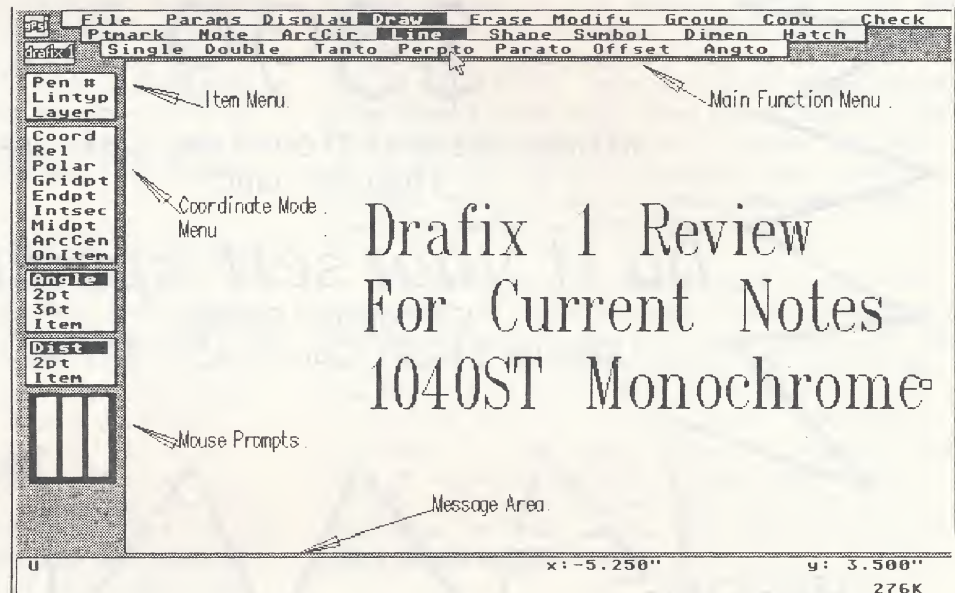 File Params Display Draw Erase Modify Group Copy Check
Ptmark Note ArcCir Line Shape Symbol Dimen Hatch
drafix 1
Single Double Tanto Perpto Parato Offset Angto
Pen #
Lintyp
Layer
Item Menu.
Main Function Menu.
Coord
Rel
Polar
Gridpt
Endpt
Intsec
Midpt
ArcCen
OnItem
Coordinate Mode.
Menu
Drafix 1 Review
For Current Notes
1040ST Monochrome
Angle
2pt
3pt
Item
Dist
2pt
Item
Mouse Prompts.
Message Area.
U x:-5.250" y: 3.500"
276K